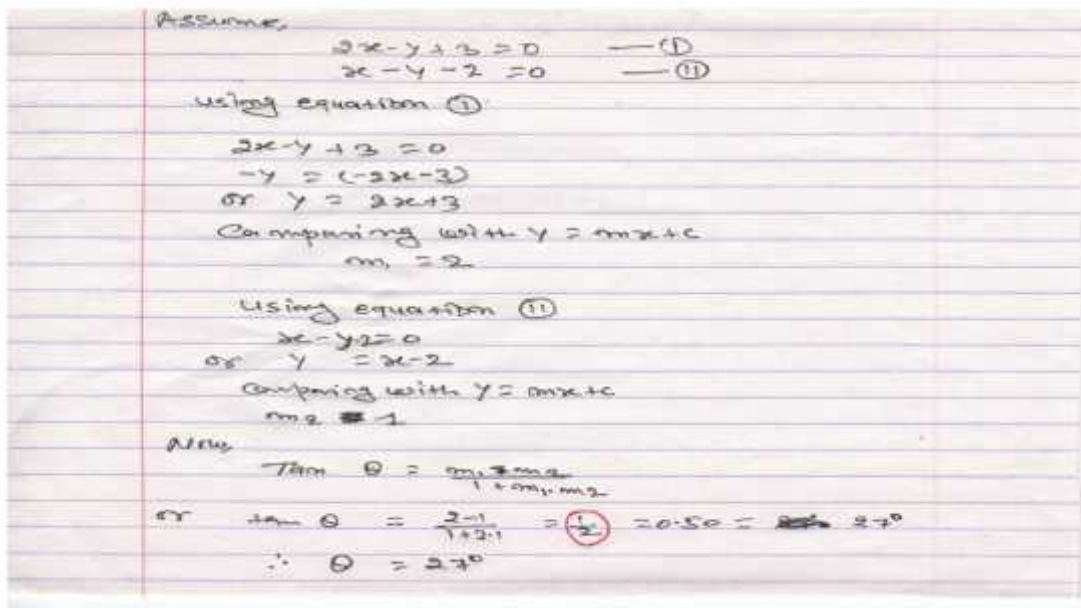 Assume,
2x-y+3=0 —(I)
x-y-2=0 —(II)
using equation (I)
2x-y+3=0
-y = (-2x-3)
or y = 2x+3
Comparing with y = mx+c
m₁ = 2
using equation (II)
x-y-2=0
or y = x-2
Comparing with y = mx+c
m₂ = 1
Now
Tan θ = (m₁-m₂)/(1+m₁.m₂)
or tan θ = (2-1)/(1+2.1) = 1/2 = 0.50 = 27°
∴ θ = 27°